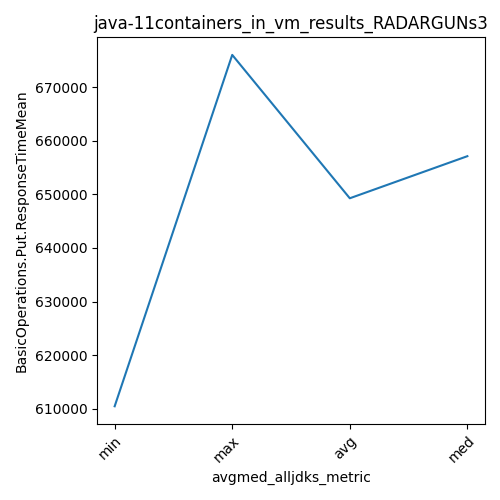 java-11containers_in_vm_results_RADARGUNs3
BasicOperations.Put.ResponseTimeMean
670000
660000
650000
640000
630000
620000
610000
min
max
avg
med
avgmed_alljdks_metric